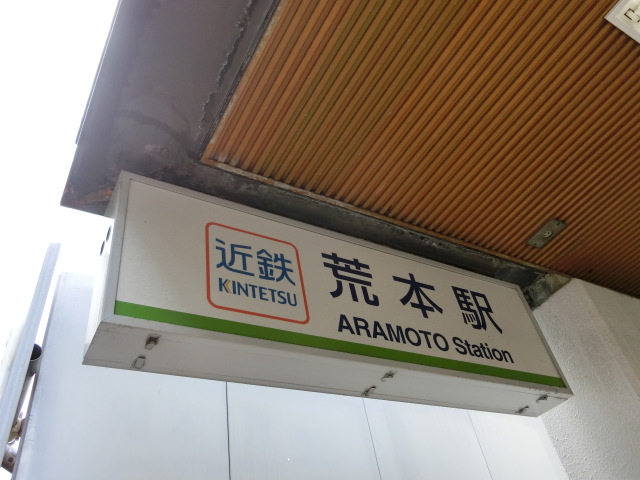 近鉄
KINTETSU
荒本駅
ARAMOTO Station